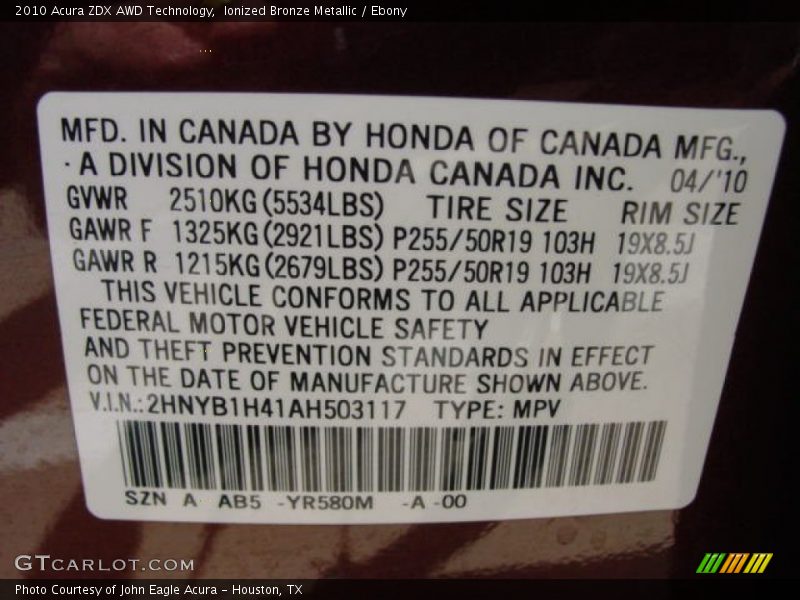 2010 Acura ZDX AWD Technology, Ionized Bronze Metallic / Ebony
MFD. IN CANADA BY HONDA OF CANADA MFG.,
· A DIVISION OF HONDA CANADA INC. 04/'10
GVWR 2510KG(5534LBS) TIRE SIZE RIM SIZE
GAWR F 1325KG(2921LBS) P255/50R19 103H 19X8.5J
GAWR R 1215KG(2679LBS) P255/50R19 103H 19X8.5J
THIS VEHICLE CONFORMS TO ALL APPLICABLE
FEDERAL MOTOR VEHICLE SAFETY
AND THEFT PREVENTION STANDARDS IN EFFECT
ON THE DATE OF MANUFACTURE SHOWN ABOVE.
V.I.N.:2HNYB1H41AH503117 TYPE: MPV
SZN A AB5 -YR580M -A -00
GTCARLOT.COM
Photo Courtesy of John Eagle Acura - Houston, TX